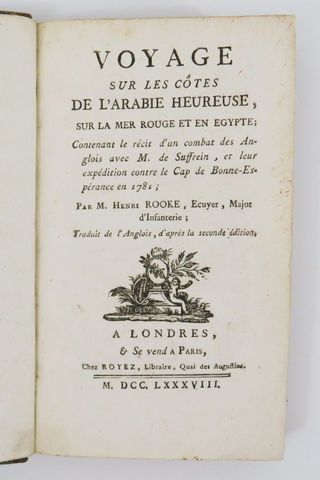 VOYAGE
SUR LES CÔTES
DE L'ARABIE HEUREUSE,
SUR LA MER ROUGE ET EN EGYPTE;
Contenant le récit d'un combat des An-
glois avec M. de Suffrein, et leur
expédition contre le Cap de Bonne-Es-
pérance en 1781;
PAR M. HENRI ROOKE, Ecuyer, Major
d'Infanterie;
Traduit de l'Anglois, d'après la seconde édition,
A LONDRES,
& Se vend A PARIS,
Chez ROYEZ, Libraire, Quai des Augustins.
M. DCC. LXXXVIII.